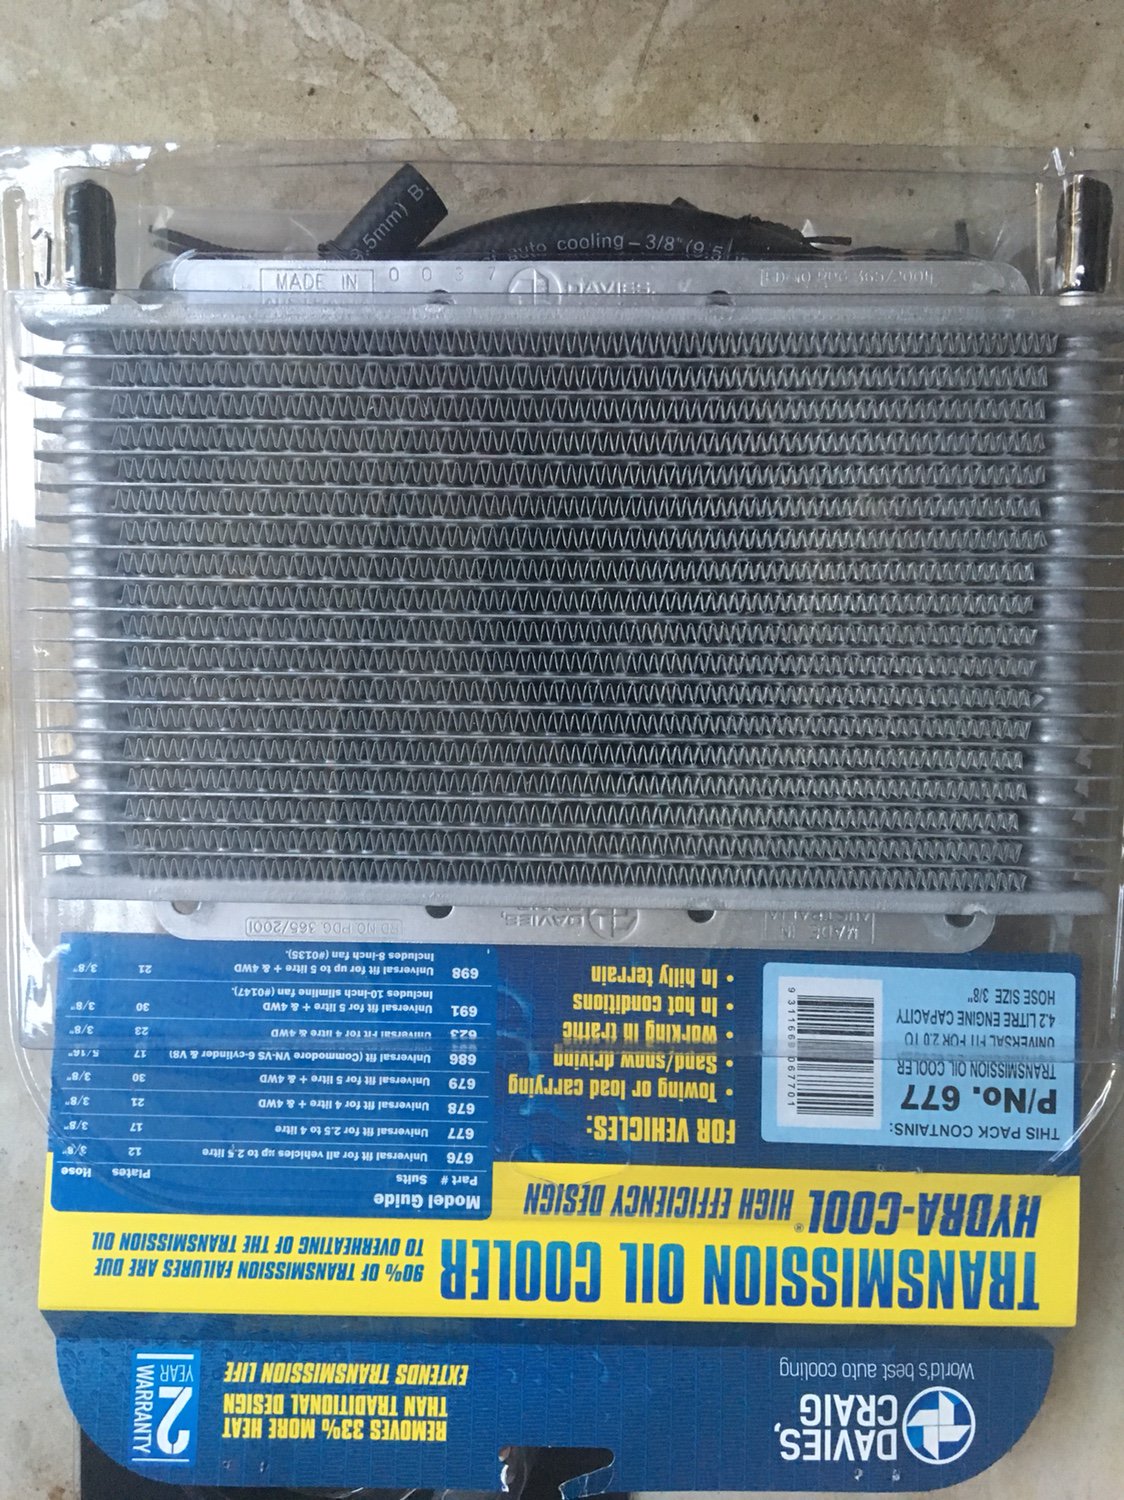 DAVIES,
CRAIG
World's best auto cooling
REMOVES 33% MORE HEAT
THAN TRADITIONAL DESIGN
EXTENDS TRANSMISSION LIFE
2
YEAR
WARRANTY
TRANSMISSION OIL COOLER
90% OF TRANSMISSION FAILURES ARE DUE
TO OVERHEATING OF THE TRANSMISSION OIL
HYDRA-COOL® HIGH EFFICIENCY DESIGN
THIS PACK CONTAINS:
P/No. 677
TRANSMISSION OIL COOLER
UNIVERSAL FIT FOR 2.0 TO
4.2 LITRE ENGINE CAPACITY
HOSE SIZE 3/8"
9 311169 067701
FOR VEHICLES:
• Towing or load carrying
• Sand/snow driving
• Working in traffic
• In hot conditions
• In hilly terrain
Model Guide
Part # Suits Plates Hose
676 Universal fit for all vehicles up to 2.5 litre 12 3/8"
677 Universal fit for 2.5 to 4 litre 17 3/8"
678 Universal fit for 4 litre + & 4WD 21 3/8"
679 Universal fit for 5 litre + & 4WD 30 3/8"
686 Universal fit (Commodore VN-VS 6-cylinder & V8) 17 5/16"
623 Universal Fit for 4 litre & 4WD 23 3/8"
691 Universal fit for 5 litre + & 4WD 30 3/8"
Includes 10-inch slimline fan (#0147).
698 Universal fit for up to 5 litre + & 4WD 21 3/8"
Includes 8-inch fan (#0135).
MADE IN
AUSTRALIA
DAVIES,
CRAIG
RD NO PDG. 365/2001
MADE IN
0037
DAVIES,
9.5mm) B.
auto cooling – 3/8" (9.5